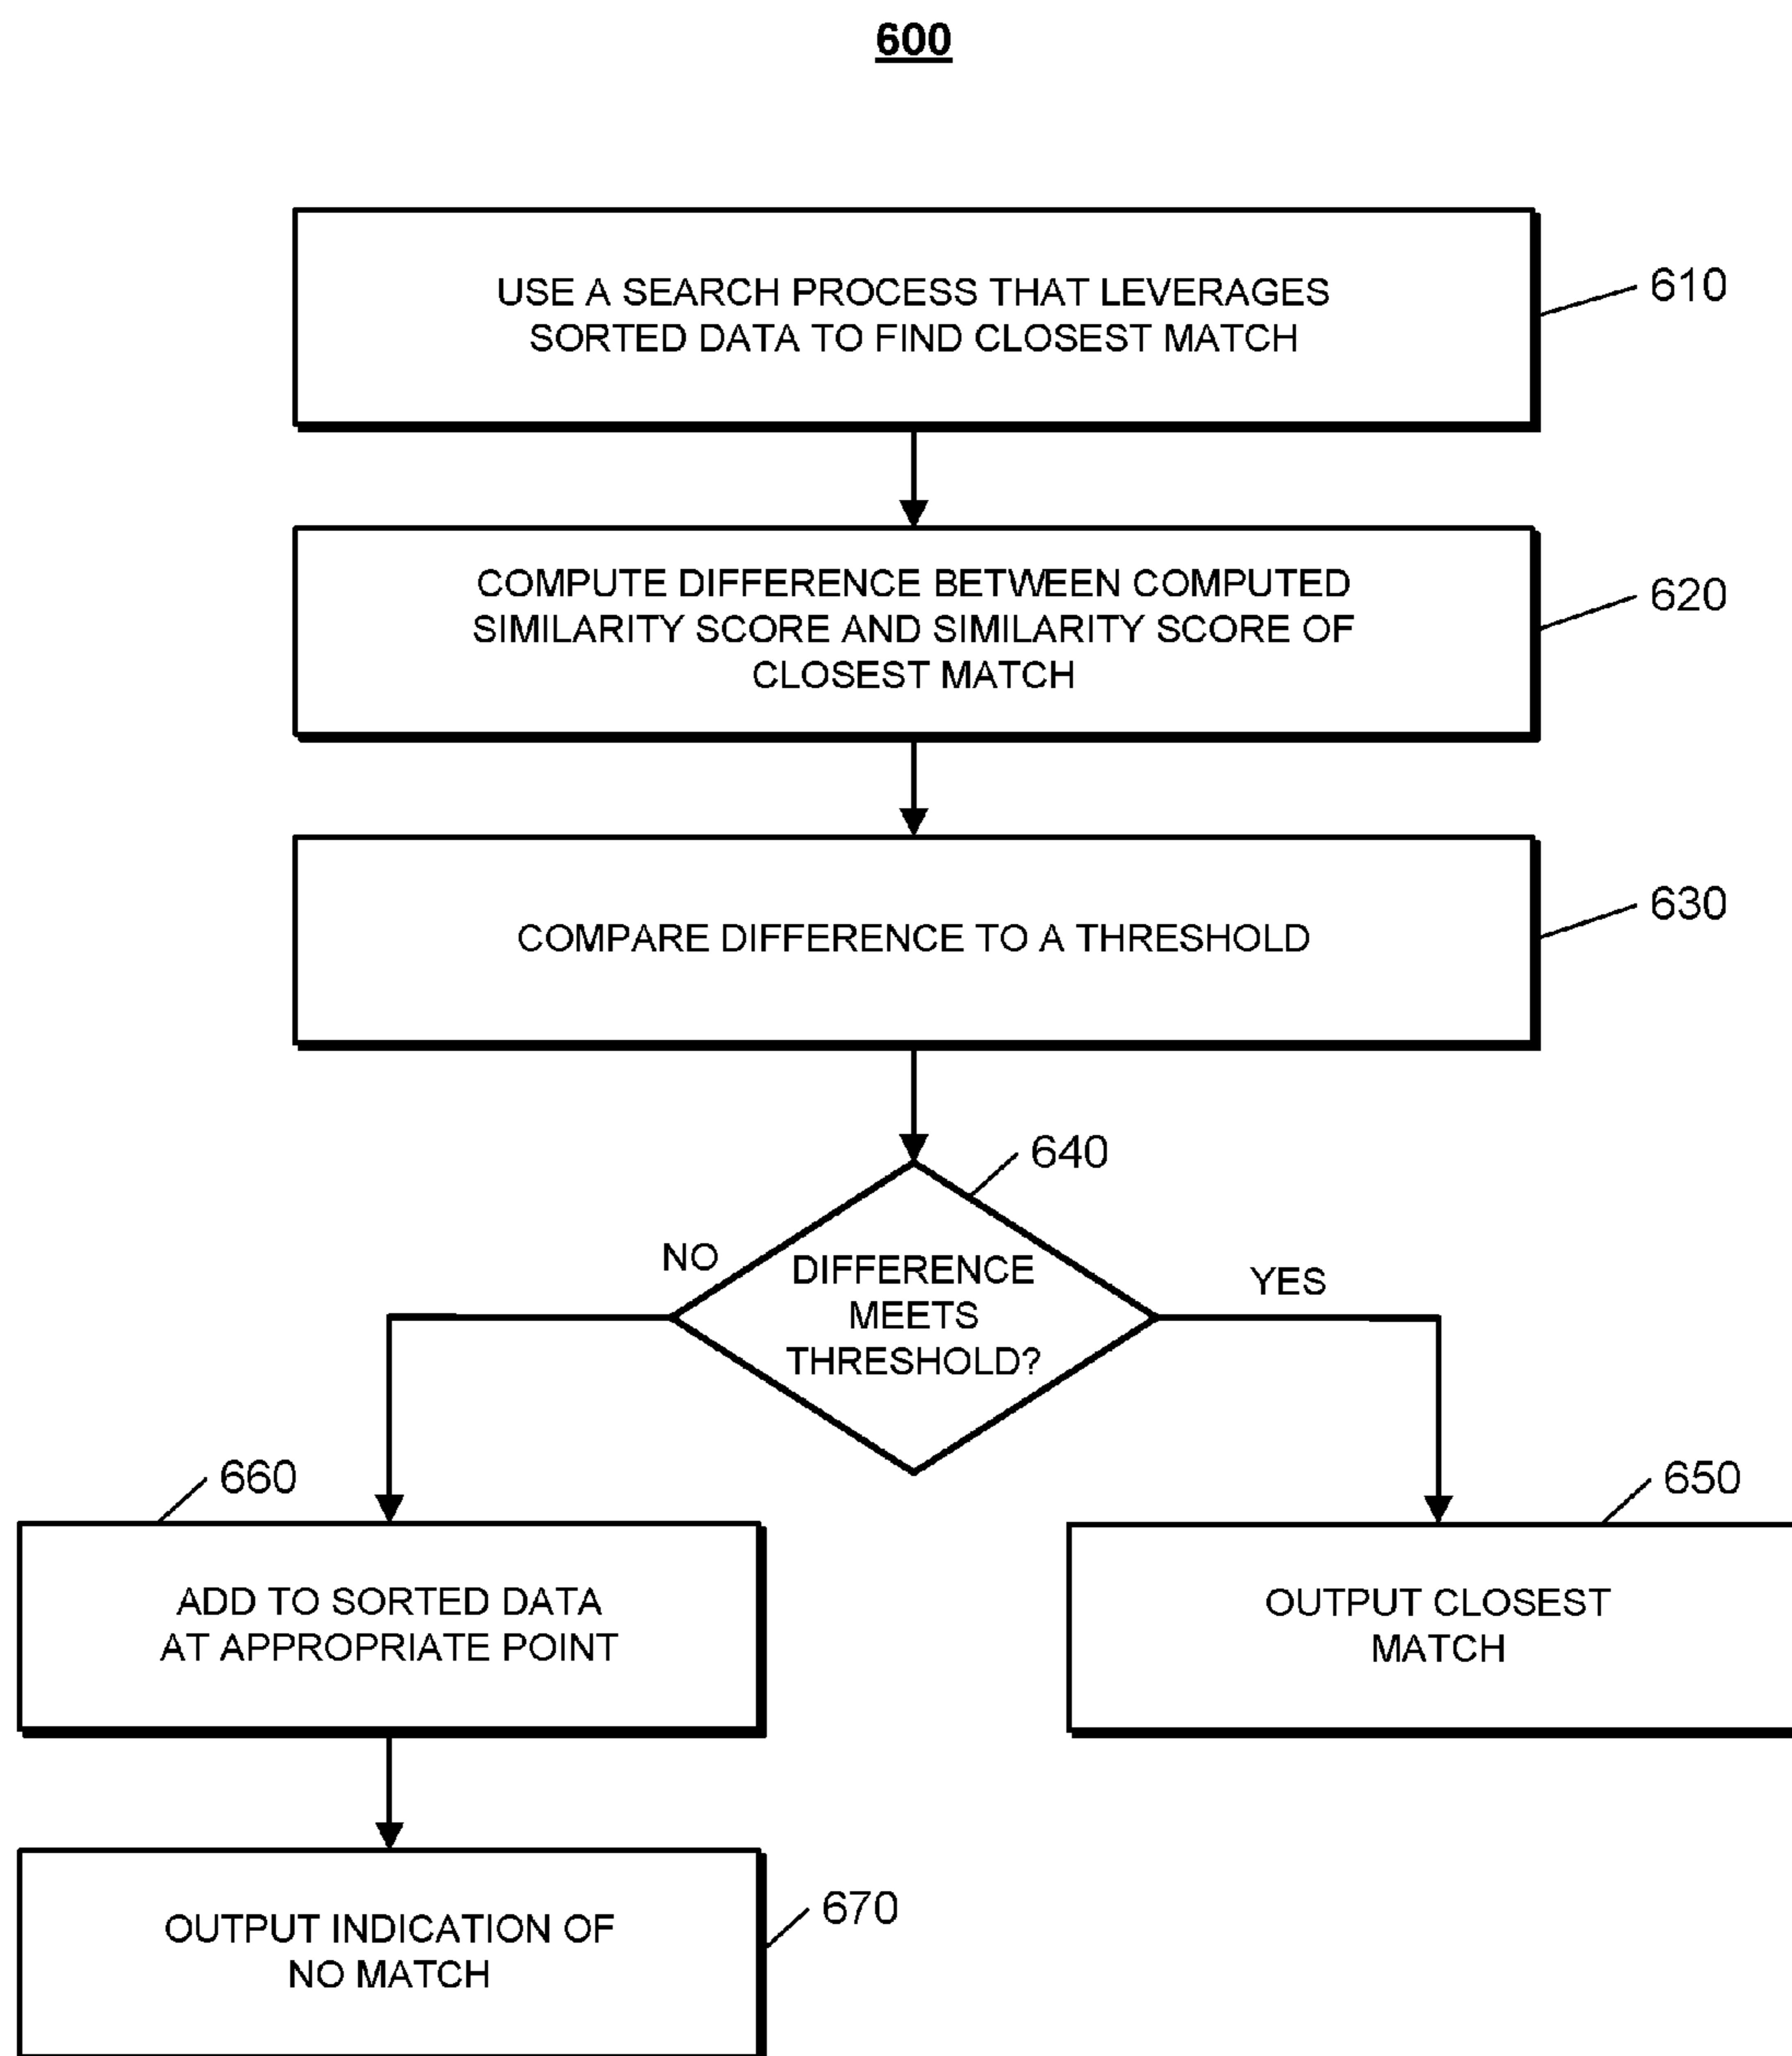 600
USE A SEARCH PROCESS THAT LEVERAGES
SORTED DATA TO FIND CLOSEST MATCH
610
COMPUTE DIFFERENCE BETWEEN COMPUTED
SIMILARITY SCORE AND SIMILARITY SCORE OF
CLOSEST MATCH
620
COMPARE DIFFERENCE TO A THRESHOLD
630
640
DIFFERENCE
MEETS
THRESHOLD?
NO
YES
660
ADD TO SORTED DATA
AT APPROPRIATE POINT
650
OUTPUT CLOSEST
MATCH
OUTPUT INDICATION OF
NO MATCH
670